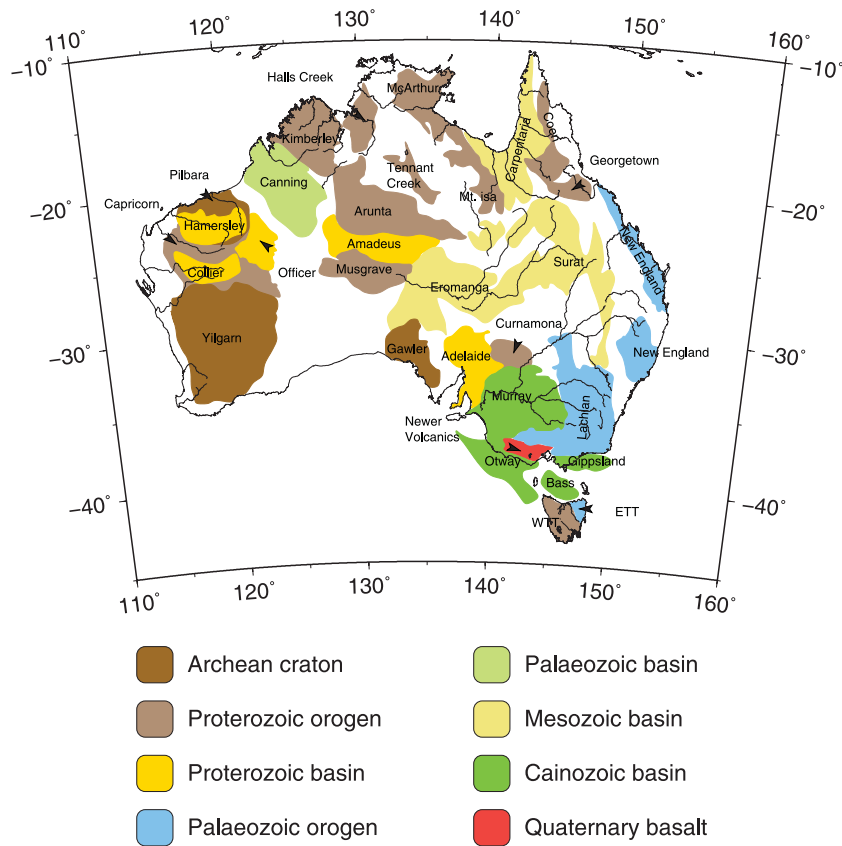 110°
120°
130°
140°
150°
160°
−10°
−10°
Halls Creek
McArthur
Kimberley
Carpentaria
Coen
Georgetown
Pilbara
Canning
Tennant
Creek
Mt. isa
Capricorn
−20°
−20°
Hamersley
Arunta
Amadeus
New England
Collier
Officer
Musgrave
Surat
Eromanga
Curnamona
Yilgarn
−30°
−30°
Gawler
Adelaide
New England
Murray
Lachlan
Newer
Volcanics
Otway
Gippsland
Bass
−40°
−40°
WTT
ETT
110°
120°
130°
140°
150°
160°
Archean craton
Proterozoic orogen
Proterozoic basin
Palaeozoic orogen
Palaeozoic basin
Mesozoic basin
Cainozoic basin
Quaternary basalt